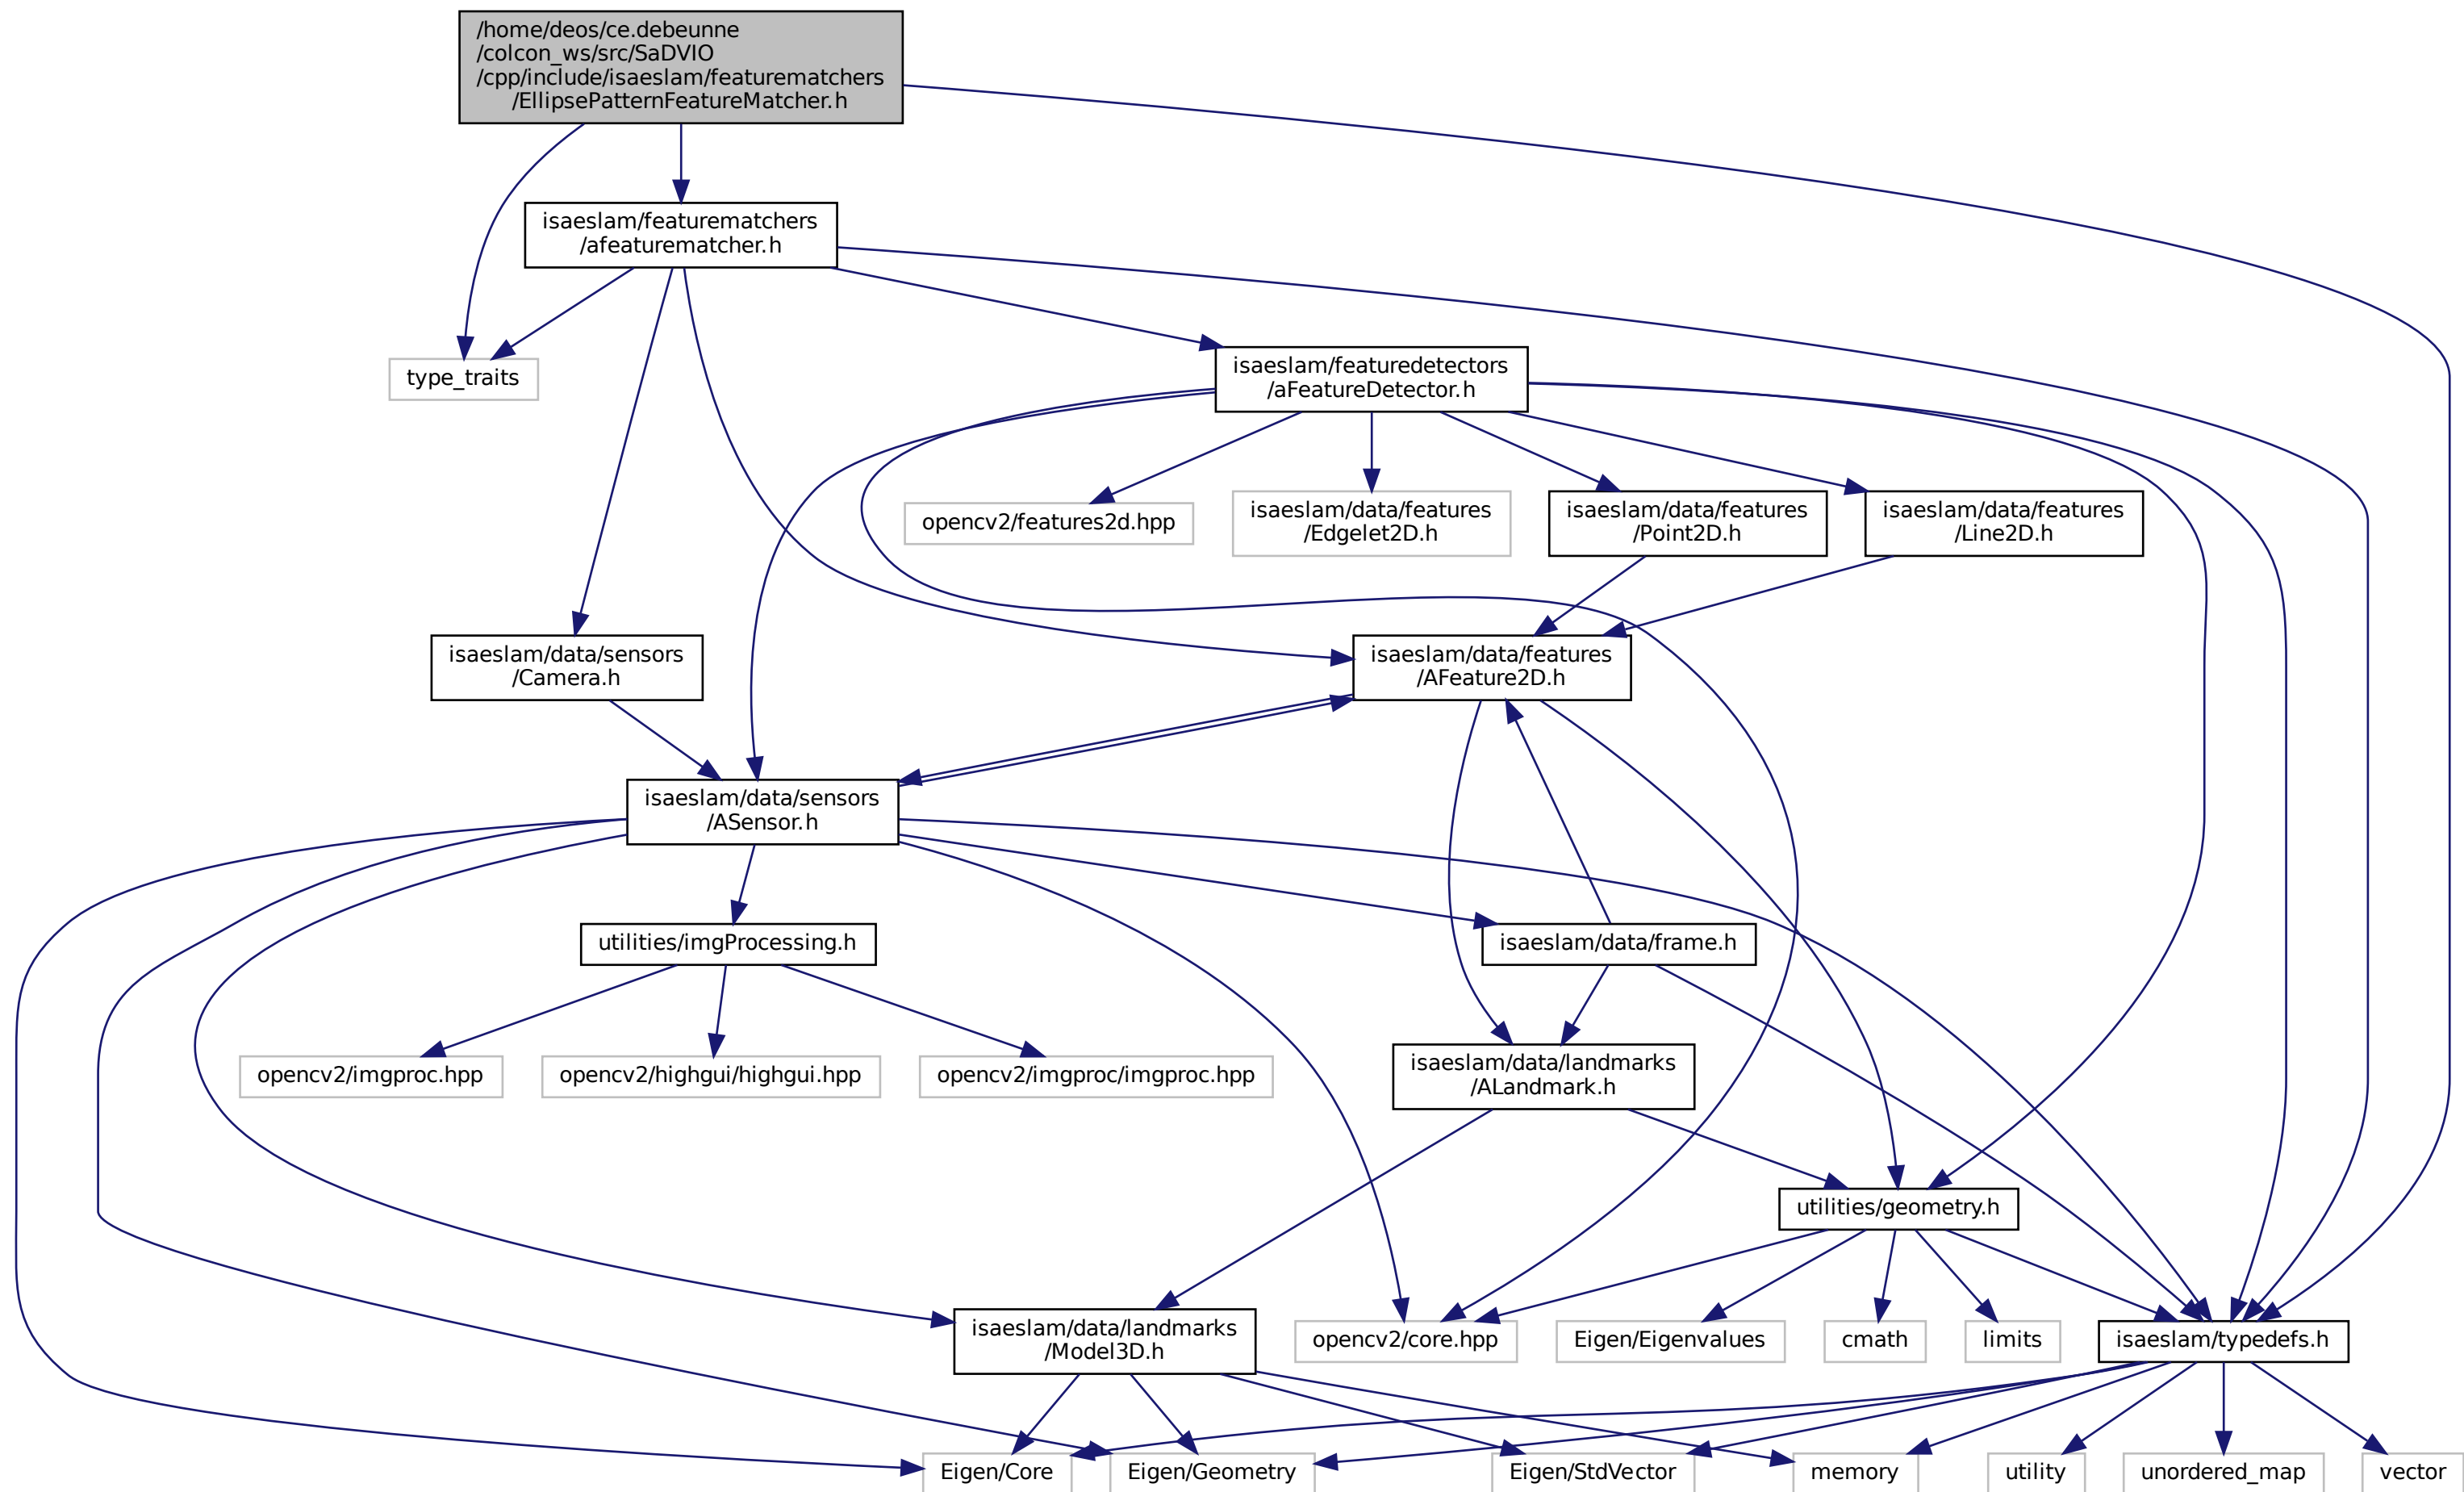 /home/deos/ce.debeunne
/colcon_ws/src/SaDVIO
/cpp/include/isaeslam/featurematchers
/EllipsePatternFeatureMatcher.h
isaeslam/featurematchers
/afeaturematcher.h
type_traits
isaeslam/featuredetectors
/aFeatureDetector.h
opencv2/features2d.hpp
isaeslam/data/features
/Edgelet2D.h
isaeslam/data/features
/Point2D.h
isaeslam/data/features
/Line2D.h
isaeslam/data/sensors
/Camera.h
isaeslam/data/features
/AFeature2D.h
isaeslam/data/sensors
/ASensor.h
utilities/imgProcessing.h
isaeslam/data/frame.h
opencv2/imgproc.hpp
opencv2/highgui/highgui.hpp
opencv2/imgproc/imgproc.hpp
isaeslam/data/landmarks
/ALandmark.h
utilities/geometry.h
isaeslam/data/landmarks
/Model3D.h
opencv2/core.hpp
Eigen/Eigenvalues
cmath
limits
isaeslam/typedefs.h
Eigen/Core
Eigen/Geometry
Eigen/StdVector
memory
utility
unordered_map
vector